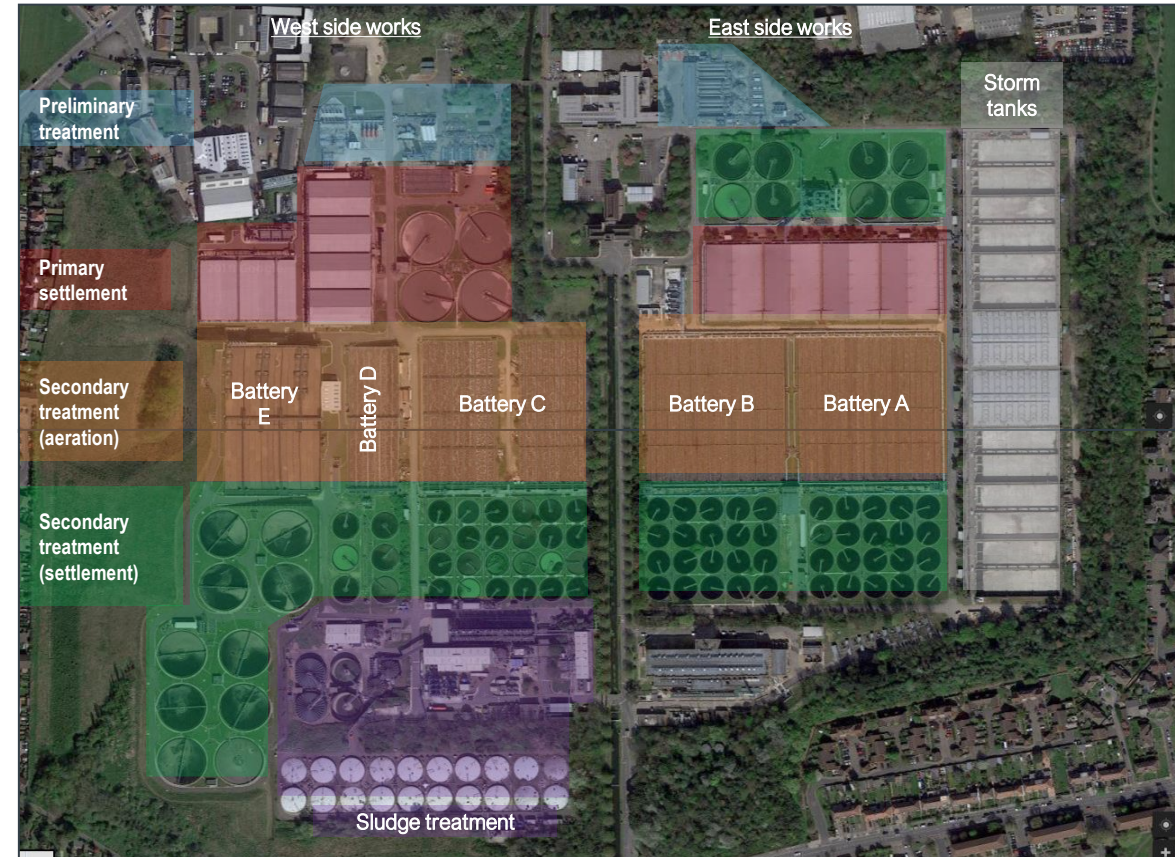 West side works
East side works
Storm
tanks
Preliminary
treatment
Primary
settlement
Secondary
treatment
(aeration)
Battery
E
Battery D
Battery C
Battery B
Battery A
Secondary
treatment
(settlement)
Sludge treatment